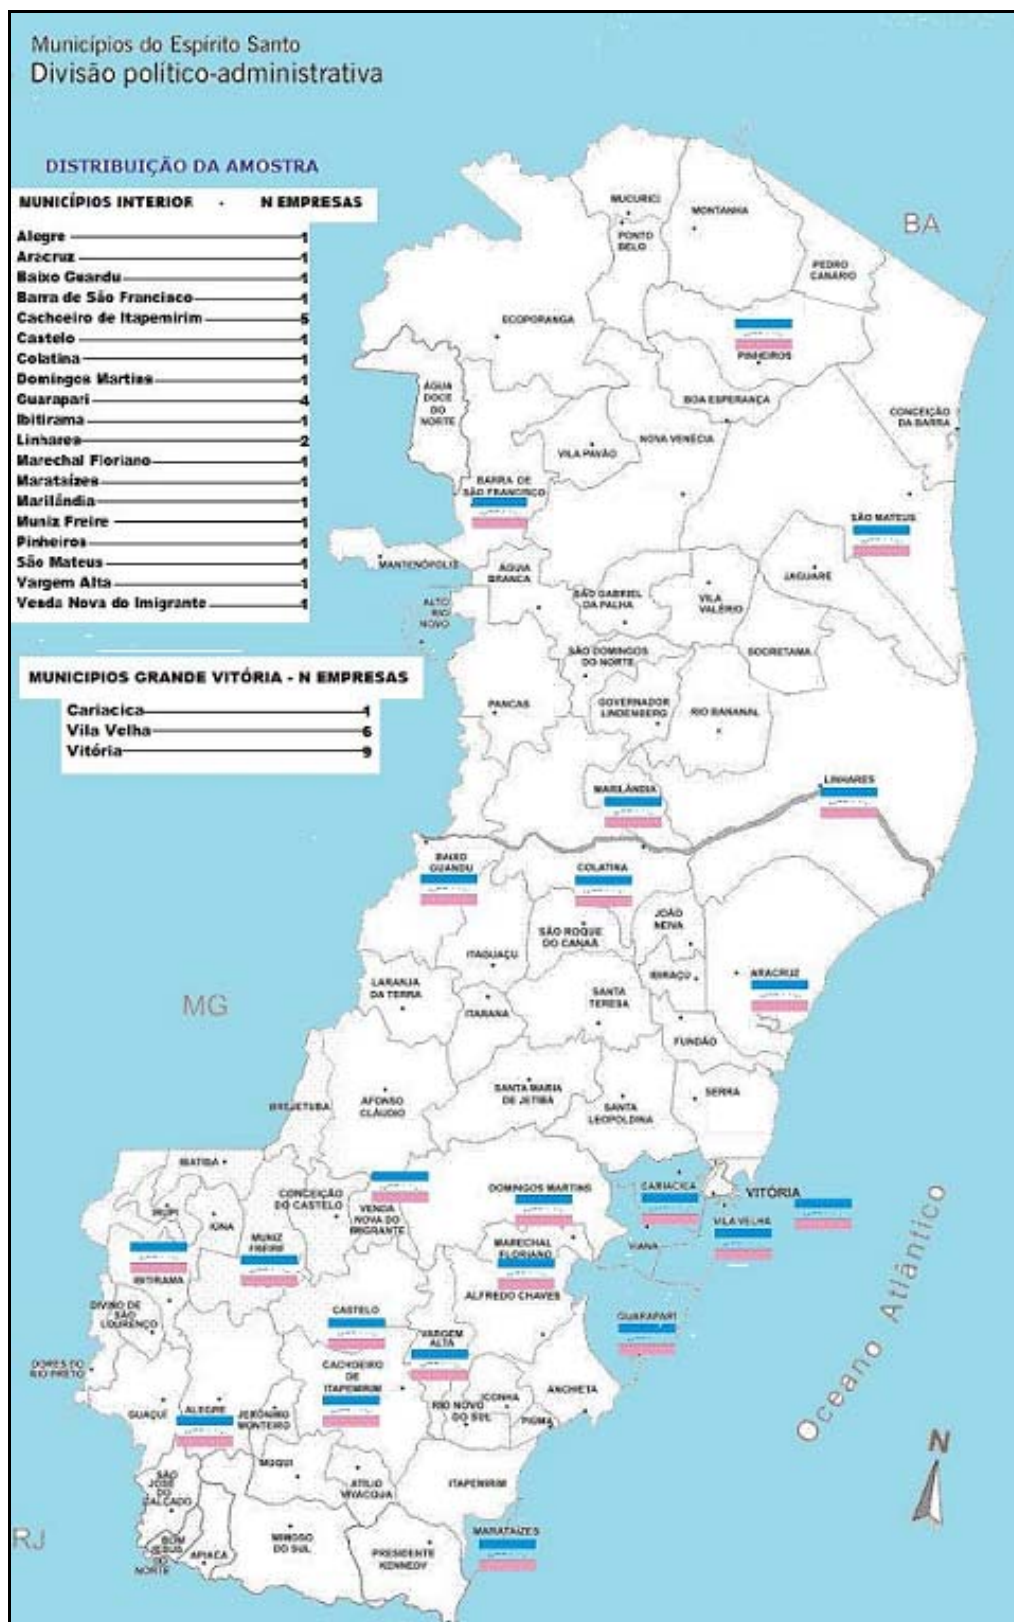 Municípios do Espírito Santo
Divisão político-administrativa
DISTRIBUIÇÃO DA AMOSTRA
MUNICÍPIOS INTERIOR - N EMPRESAS
Alegre 1
Aracruz 1
Baixo Guandu 1
Barra de São Francisco 1
Cachoeiro de Itapemirim 5
Castelo 1
Colatina 1
Domingos Martins 1
Guarapari 4
Ibitirama 1
Linhares 2
Marechal Floriano 1
Marataízes 1
Marilândia 1
Muniz Freire 1
Pinheiros 1
São Mateus 1
Vargem Alta 1
Venda Nova do Imigrante 1
MUNICIPIOS GRANDE VITÓRIA - N EMPRESAS
Cariacica 1
Vila Velha 6
Vitória 9
MUCURICI
MONTANHA
PONTO
BELO
BA
PEDRO
CANÁRIO
ECOPORANGA
PINHEIROS
ÁGUA
DOCE
DO
NORTE
BOA ESPERANÇA
CONCEIÇÃO
DA BARRA
NOVA VENÉCIA
VILA PAVÃO
BARRA DE
SÃO FRANCISCO
SÃO MATEUS
MANTENÓPOLIS
ÁGUIA
BRANCA
JAGUARÉ
ALTO
RIO
NOVO
SÃO GABRIEL
DA PALHA
VILA
VALÉRIO
SÃO DOMINGOS
DO NORTE
SOORETAMA
PANCAS
GOVERNADOR
LINDENBERG
RIO BANANAL
MARILÂNDIA
LINHARES
BAIXO
GUANDU
COLATINA
JOÃO
NEIVA
SÃO ROQUE
DO CANAÃ
ITAGUAÇU
IBIRAÇU
ARACRUZ
LARANJA
DA TERRA
MG
ITARANA
SANTA
TERESA
FUNDÃO
SERRA
BREJETUBA
AFONSO
CLÁUDIO
SANTA MARIA
DE JETIBÁ
SANTA
LEOPOLDINA
IBATIBA
CONCEIÇÃO
DO CASTELO
VENDA
NOVA DO
IMIGRANTE
DOMINGOS MARTINS
CARIACICA
VITÓRIA
IRUPI
IÚNA
MUNIZ
FREIRE
VILA VELHA
VIANA
MARECHAL
FLORIANO
IBITIRAMA
ALFREDO CHAVES
DIVINO DE
SÃO
LOURENÇO
CASTELO
VARGEM
ALTA
GUARAPARI
Oceano Atlântico
DORES DO
RIO PRETO
CACHOEIRO
DE
ITAPEMIRIM
ANCHIETA
ICONHA
RIO NOVO
DO SUL
PIÚMA
GUAÇUÍ
ALEGRE
JERÔNIMO
MONTEIRO
N
MUQUI
ATILIO
VIVACQUA
ITAPEMIRIM
SÃO
JOSÉ
DO
CALÇADO
RJ
BOM
JESUS
DO
NORTE
APIACÁ
MIMOSO
DO SUL
PRESIDENTE
KENNEDY
MARATAÍZES